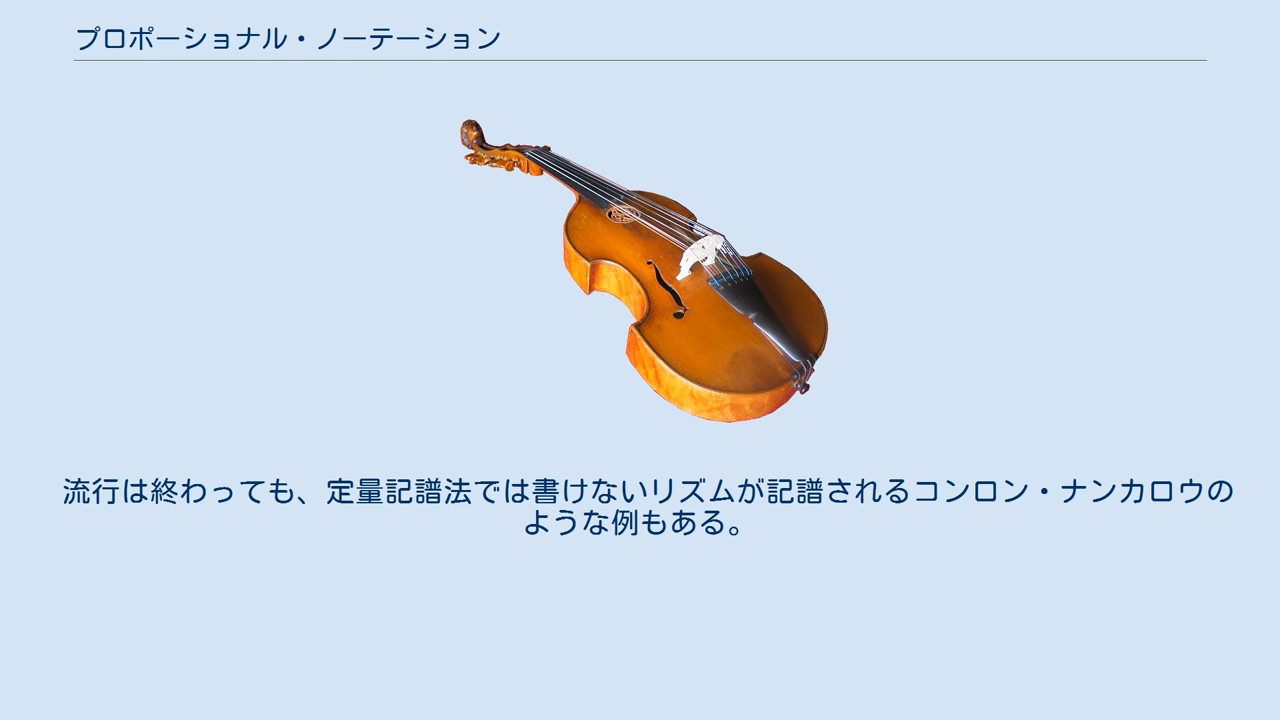 プロポーショナル・ノーテーション
流行は終わっても、定量記譜法では書けないリズムが記譜されるコンロン・ナンカロウの
ような例もある。